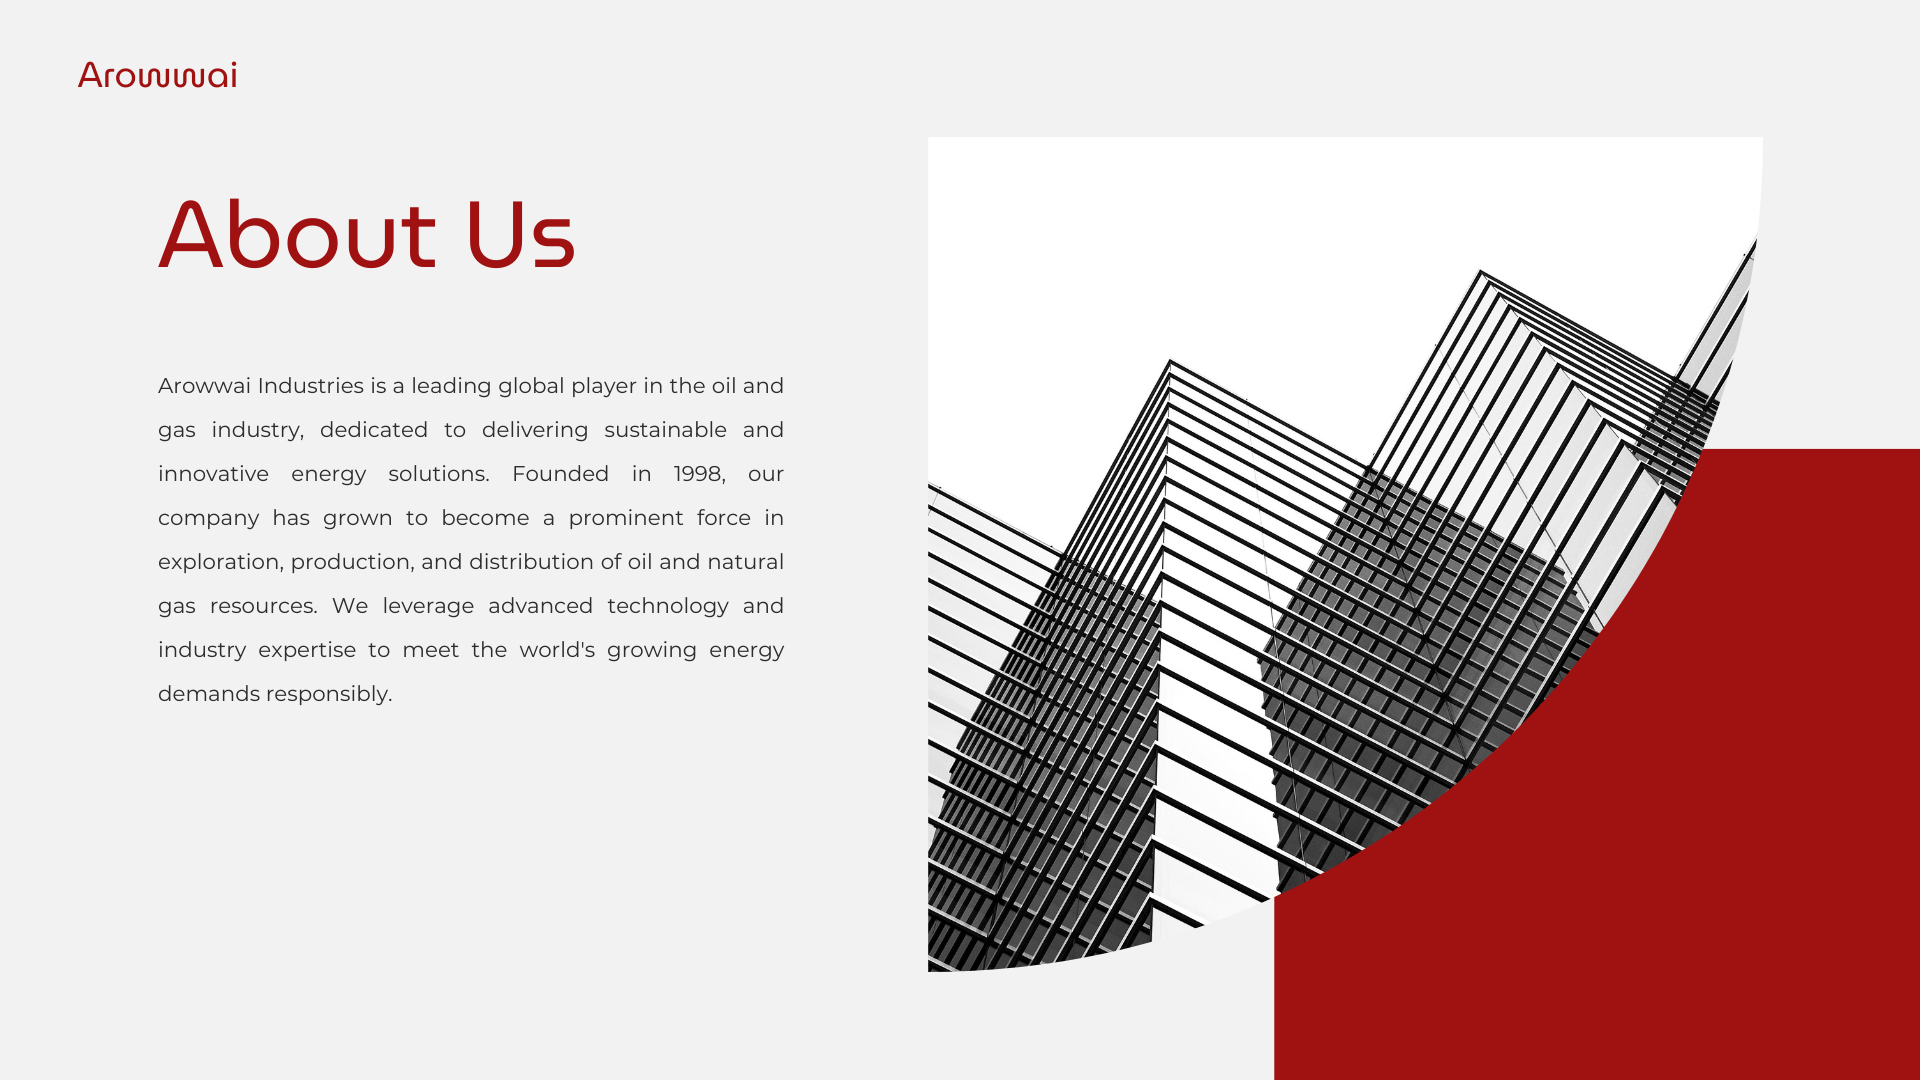 Arowwai
About Us
Arowwai Industries is a leading global player in the oil and
gas industry, dedicated to delivering sustainable and
innovative energy solutions. Founded in 1998, our
company has grown to become a prominent force in
exploration, production, and distribution of oil and natural
gas resources. We leverage advanced technology and
industry expertise to meet the world's growing energy
demands responsibly.